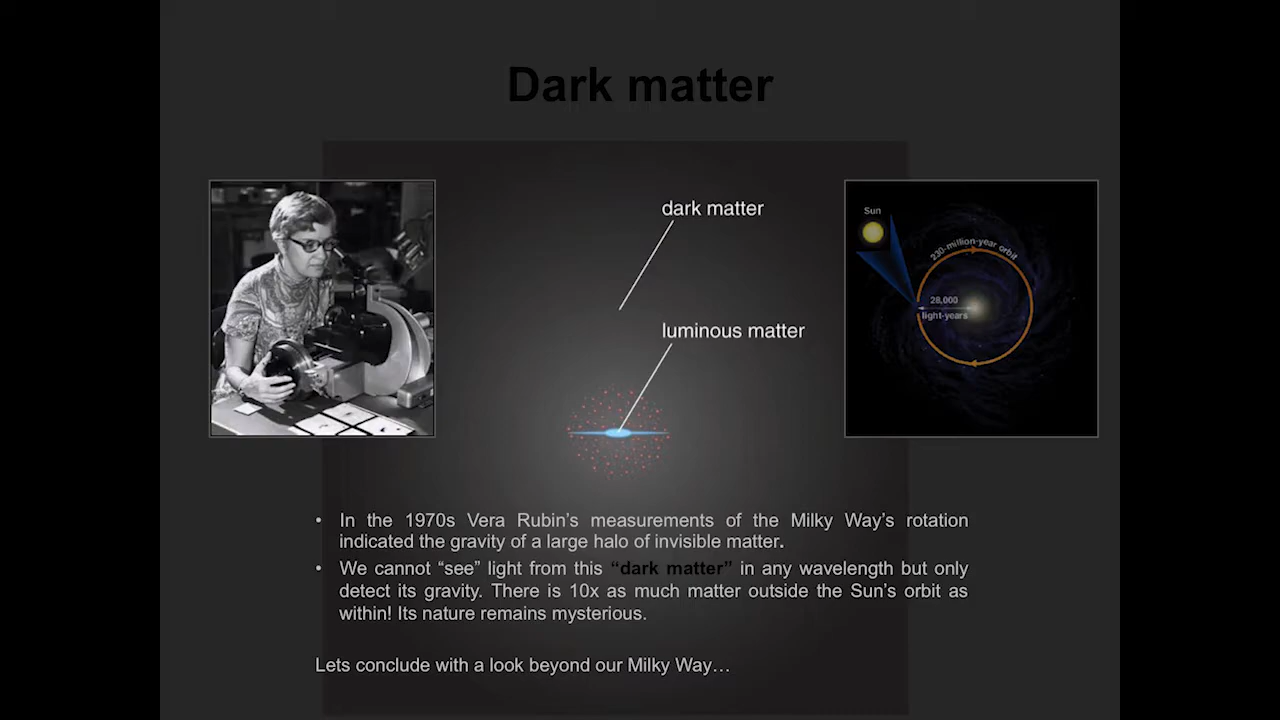 Dark matter
dark matter
luminous matter
Sun
230-million-year orbit
28,000
light-years
• In the 1970s Vera Rubin’s measurements of the Milky Way’s rotation
indicated the gravity of a large halo of invisible matter.
• We cannot “see” light from this “dark matter” in any wavelength but only
detect its gravity. There is 10x as much matter outside the Sun’s orbit as
within! Its nature remains mysterious.
Lets conclude with a look beyond our Milky Way…